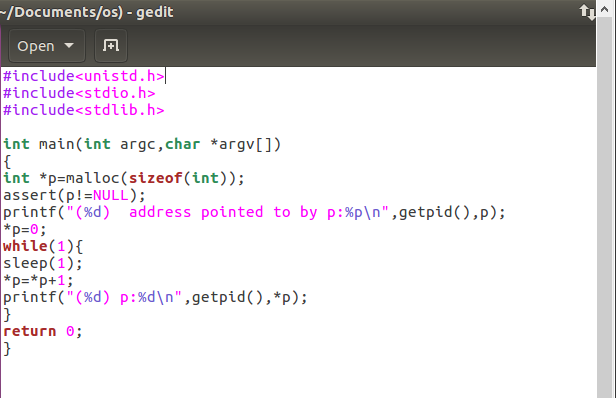 ~/Documents/os) - gedit
Open
#include<unistd.h>
#include<stdio.h>
#include<stdlib.h>
int main(int argc,char *argv[])
{
int *p=malloc(sizeof(int));
assert(p!=NULL);
printf("(%d)  address pointed to by p:%p\n",getpid(),p);
*p=0;
while(1){
sleep(1);
*p=*p+1;
printf("(%d) p:%d\n",getpid(),*p);
}
return 0;
}